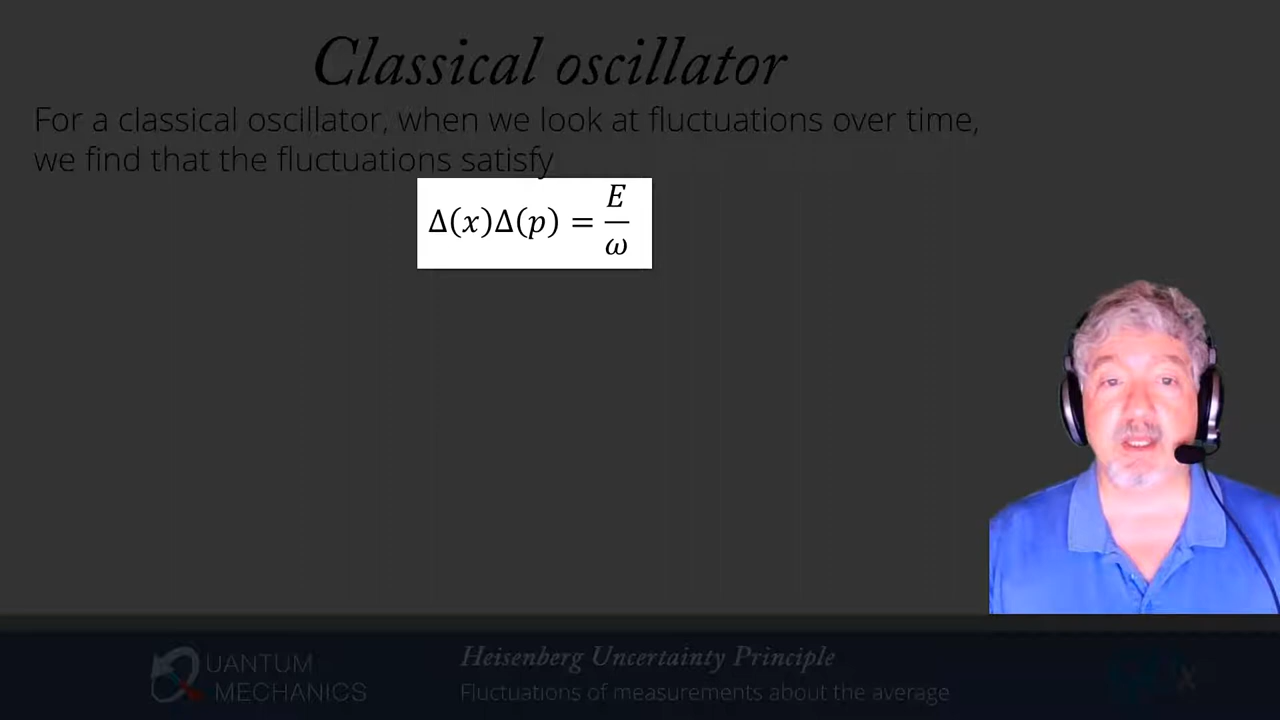 Classical oscillator
For a classical oscillator, when we look at fluctuations over time,
we find that the fluctuations satisfy
Δ(x)Δ(p) = E/ω
QUANTUM
MECHANICS
Heisenberg Uncertainty Principle
Fluctuations of measurements about the average